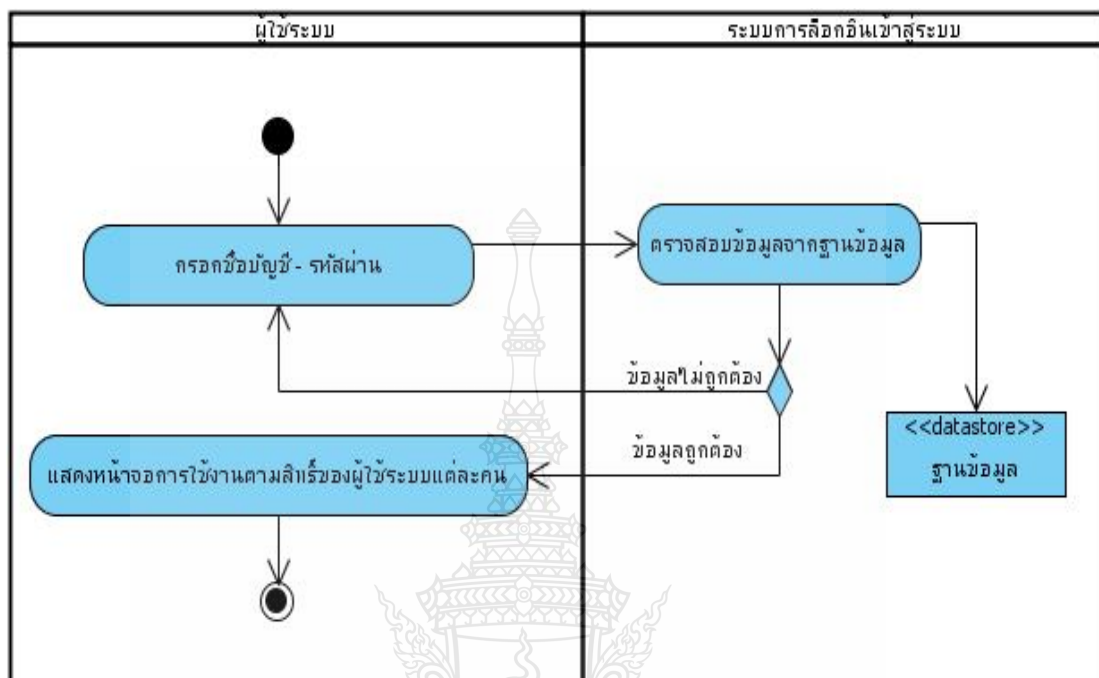 ผู้ใช้ระบบ
ระบบการล็อกอินเข้าสู่ระบบ
กรอกชื่อบัญชี - รหัสผ่าน
ตรวจสอบข้อมูลจากฐานข้อมูล
ข้อมูลไม่ถูกต้อง
ข้อมูลถูกต้อง
<<datastore>>
ฐานข้อมูล
แสดงหน้าจอการใช้งานตามสิทธิ์ของผู้ใช้ระบบแต่ละคน